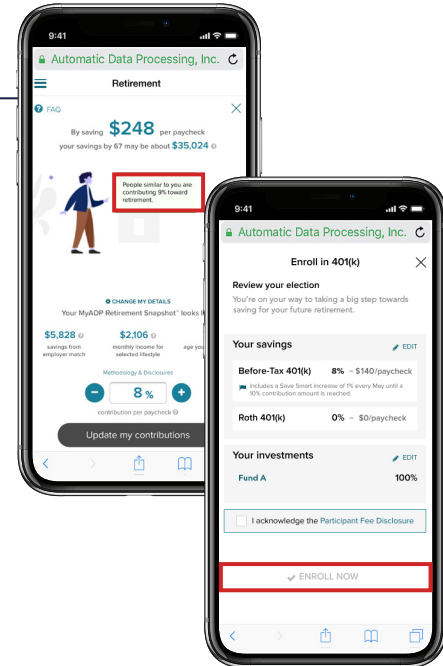 9:41
Automatic Data Processing, Inc.
Retirement
FAQ
By saving $248 per paycheck
your savings by 67 may be about $35,024
People similar to you are
contributing 9% toward
retirement.
CHANGE MY DETAILS
Your MyADP Retirement Snapshot™ looks
$5,828
savings from
employer match
$2,106
monthly income for
selected lifestyle
age you
Methodology & Disclosures
8 %
contribution per paycheck
Update my contributions
9:41
Automatic Data Processing, Inc.
Enroll in 401(k)
Review your election
You're on your way to taking a big step towards
saving for your future retirement.
Your savings
EDIT
Before-Tax 401(k) 8% ~ $140/paycheck
Includes a Save Smart increase of 1% every May until a
10% contribution amount is reached.
Roth 401(k) 0% ~ $0/paycheck
Your investments
EDIT
Fund A 100%
I acknowledge the Participant Fee Disclosure
ENROLL NOW